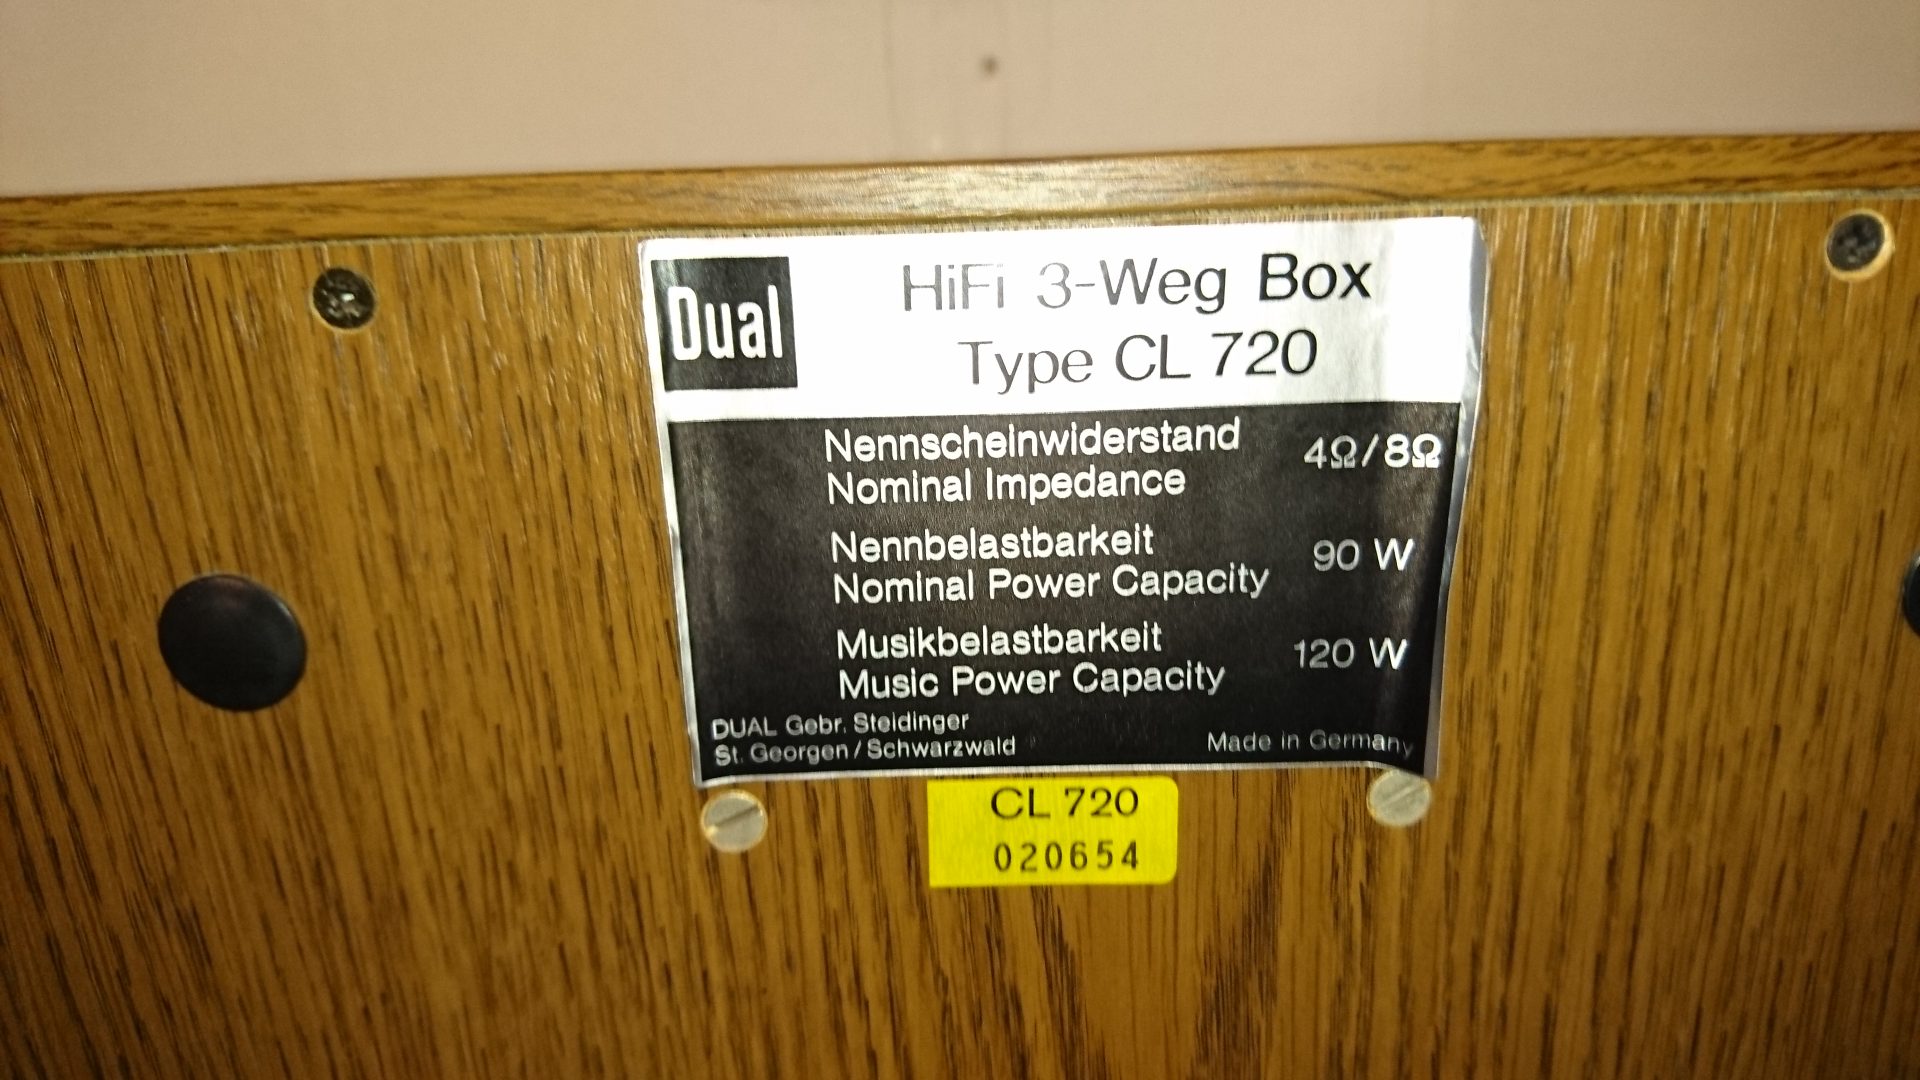 Dual
HiFi 3-Weg Box
Type CL 720
Nennscheinwiderstand
Nominal Impedance
4Ω/8Ω
Nennbelastbarkeit
Nominal Power Capacity
90 W
Musikbelastbarkeit
Music Power Capacity
120 W
DUAL Gebr. Steidinger
St. Georgen/Schwarzwald
Made in Germany
CL 720
020654